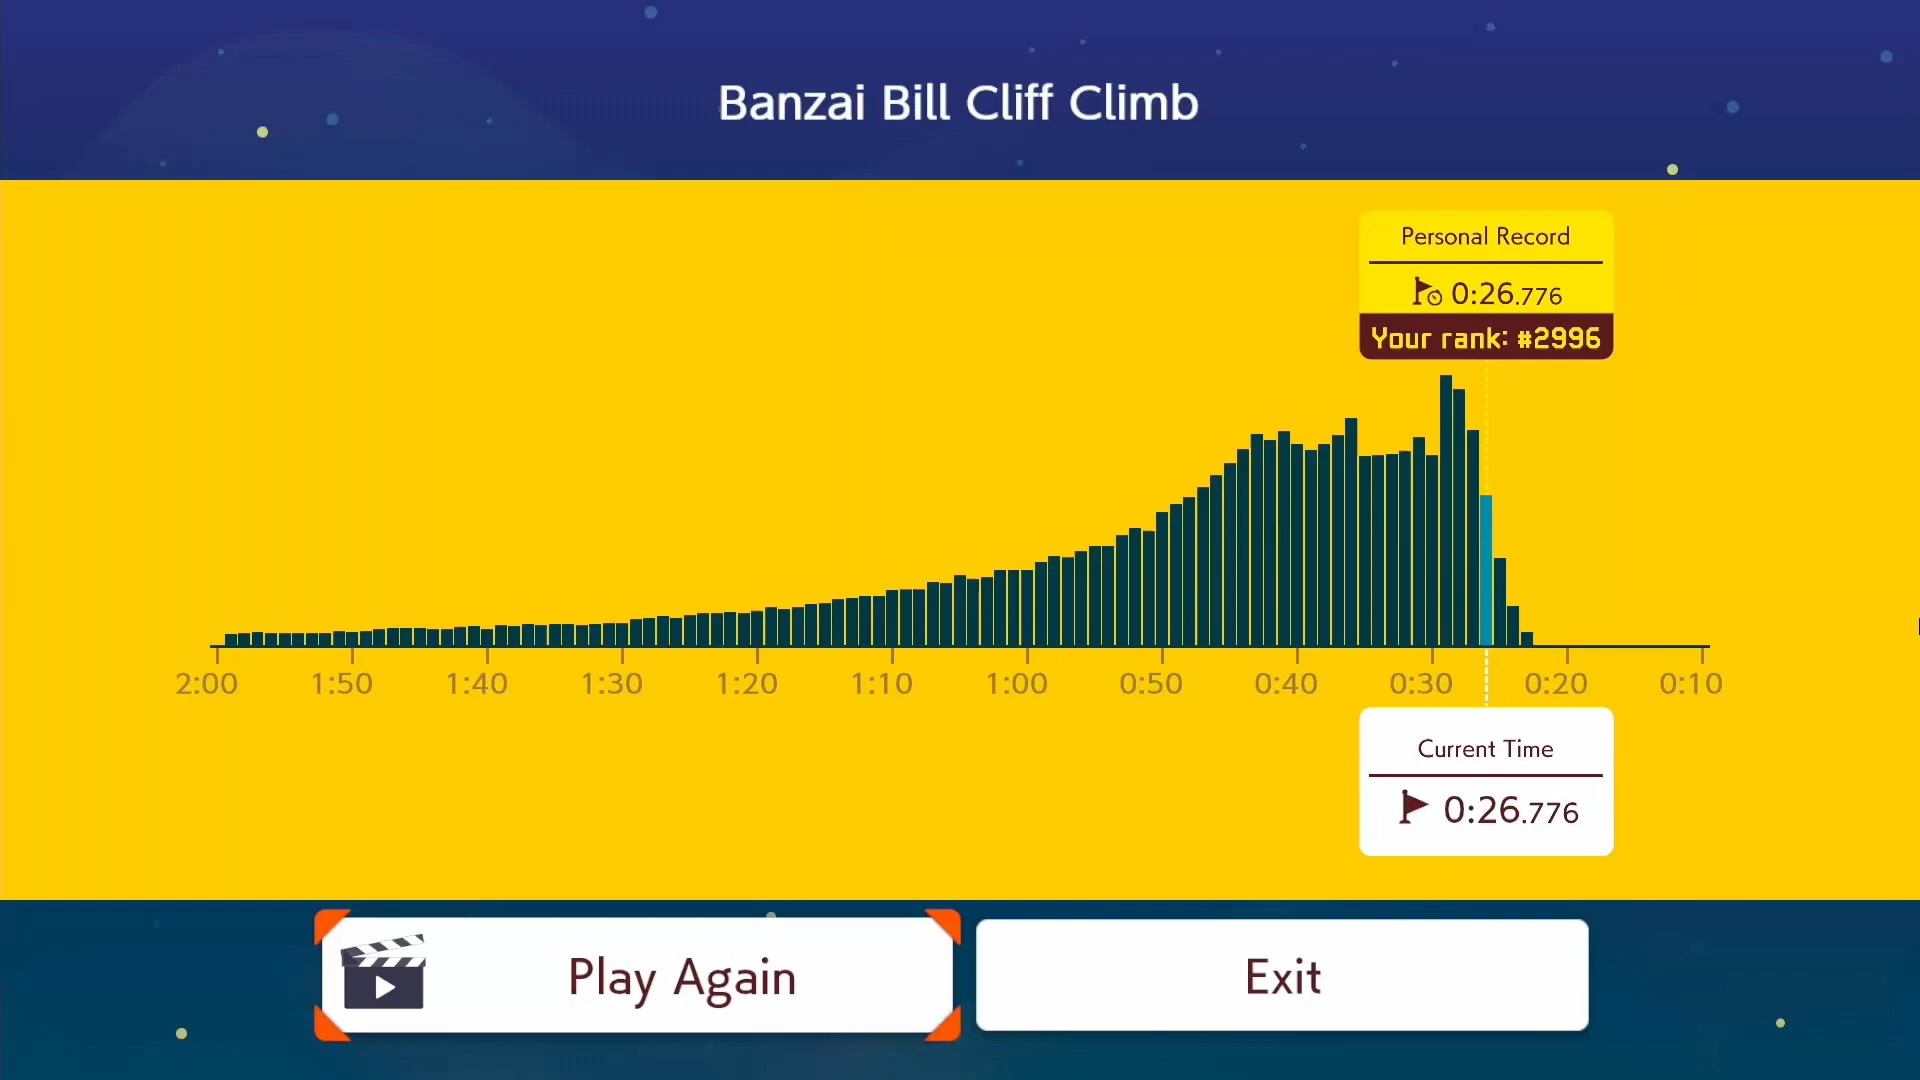 Banzai Bill Cliff Climb
Personal Record
0:26.776
Your rank: #2996
2:00 1:50 1:40 1:30 1:20 1:10 1:00 0:50 0:40 0:30 0:20 0:10
Current Time
0:26.776
Play Again
Exit